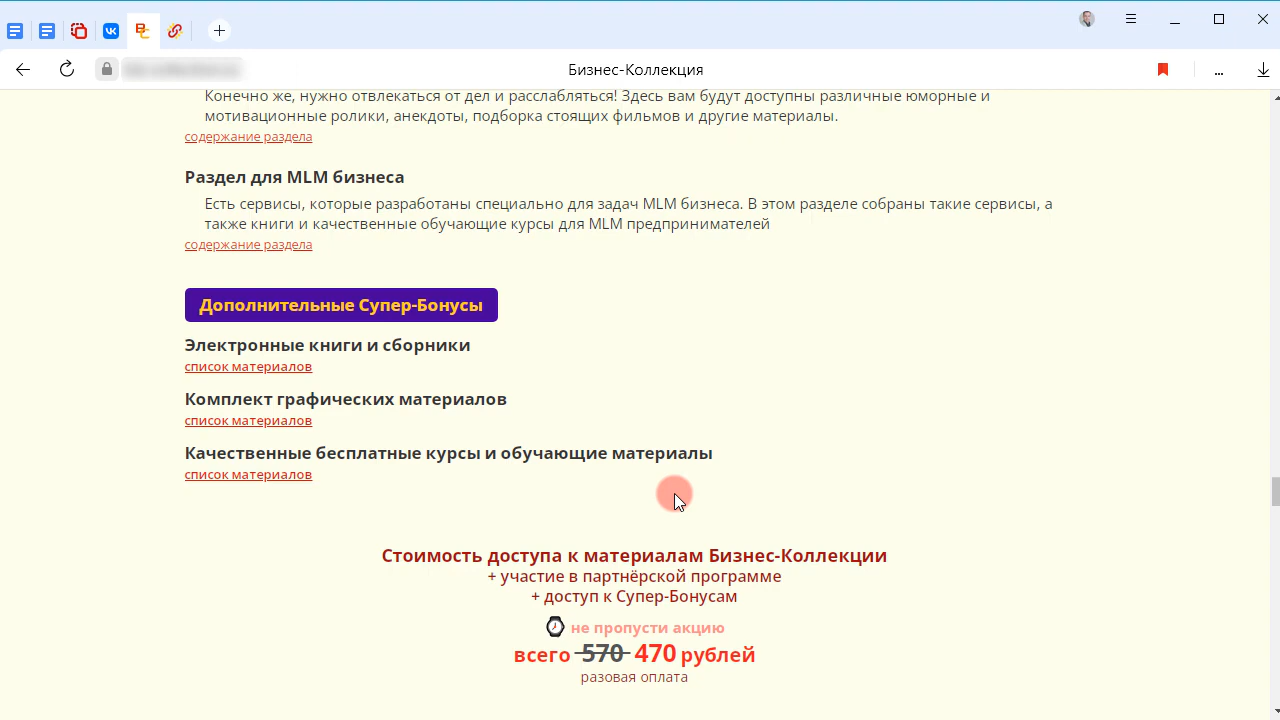 Бизнес-Коллекция
Конечно же, нужно отвлекаться от дел и расслабляться! Здесь вам будут доступны различные юморные и
мотивационные ролики, анекдоты, подборка стоящих фильмов и другие материалы.
содержание раздела
Раздел для MLM бизнеса
Есть сервисы, которые разработаны специально для задач MLM бизнеса. В этом разделе собраны такие сервисы, а
также книги и качественные обучающие курсы для MLM предпринимателей
содержание раздела
Дополнительные Супер-Бонусы
Электронные книги и сборники
список материалов
Комплект графических материалов
список материалов
Качественные бесплатные курсы и обучающие материалы
список материалов
Стоимость доступа к материалам Бизнес-Коллекции
+ участие в партнёрской программе
+ доступ к Супер-Бонусам
не пропусти акцию
всего 570 470 рублей
разовая оплата